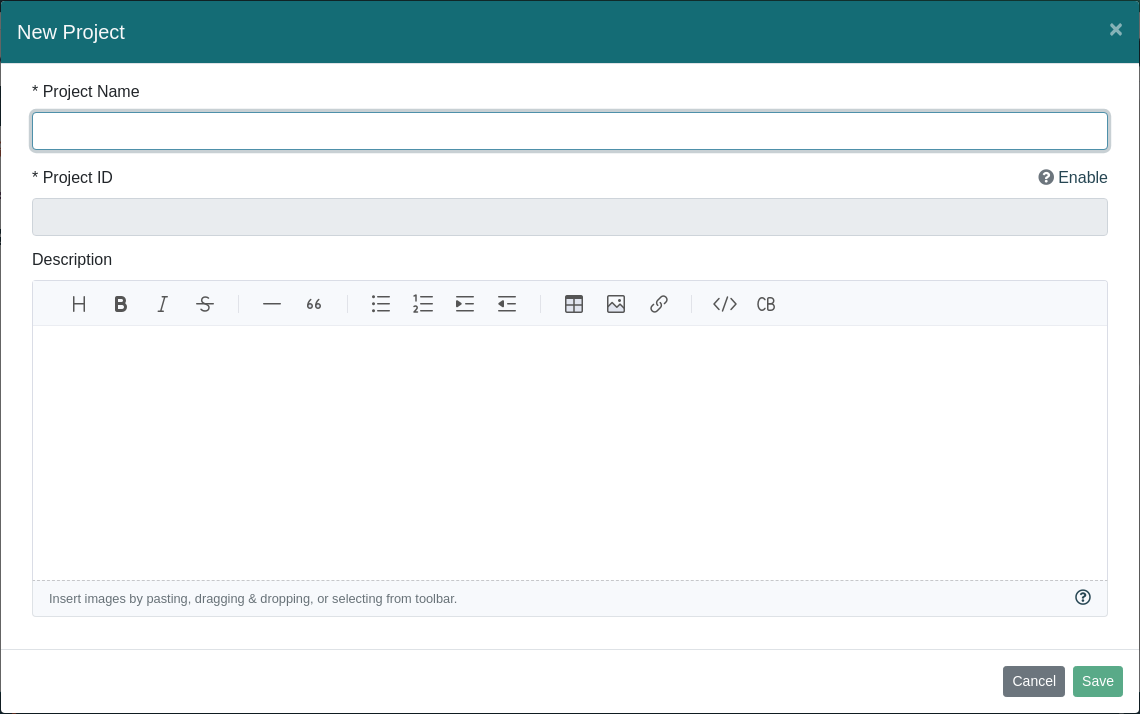 New Project
×
* Project Name
* Project ID
Enable
Description
H B I S 66 CB
Insert images by pasting, dragging & dropping, or selecting from toolbar.
Cancel Save